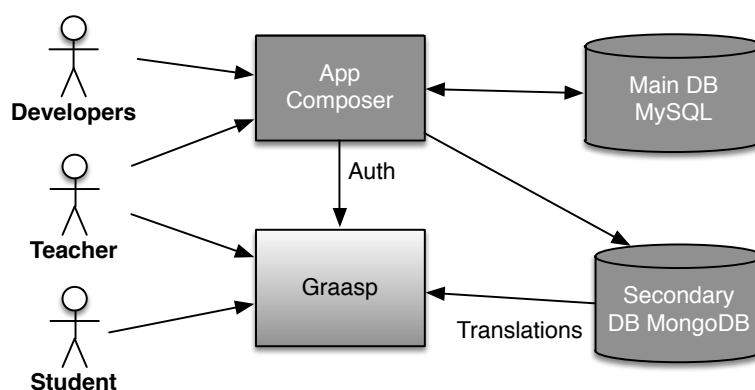 App
Composer
Main DB
MySQL
Developers
Auth
Teacher
Graasp
Secondary
DB MongoDB
Translations
Student